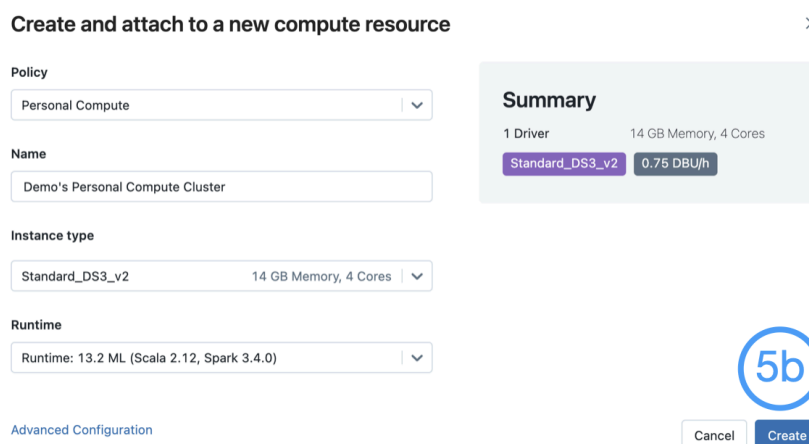 Create and attach to a new compute resource
Policy
Personal Compute
Name
Demo's Personal Compute Cluster
Instance type
Standard_DS3_v2 14 GB Memory, 4 Cores
Runtime
Runtime: 13.2 ML (Scala 2.12, Spark 3.4.0)
Advanced Configuration
Summary
1 Driver 14 GB Memory, 4 Cores
Standard_DS3_v2 0.75 DBU/h
5b
Cancel Create